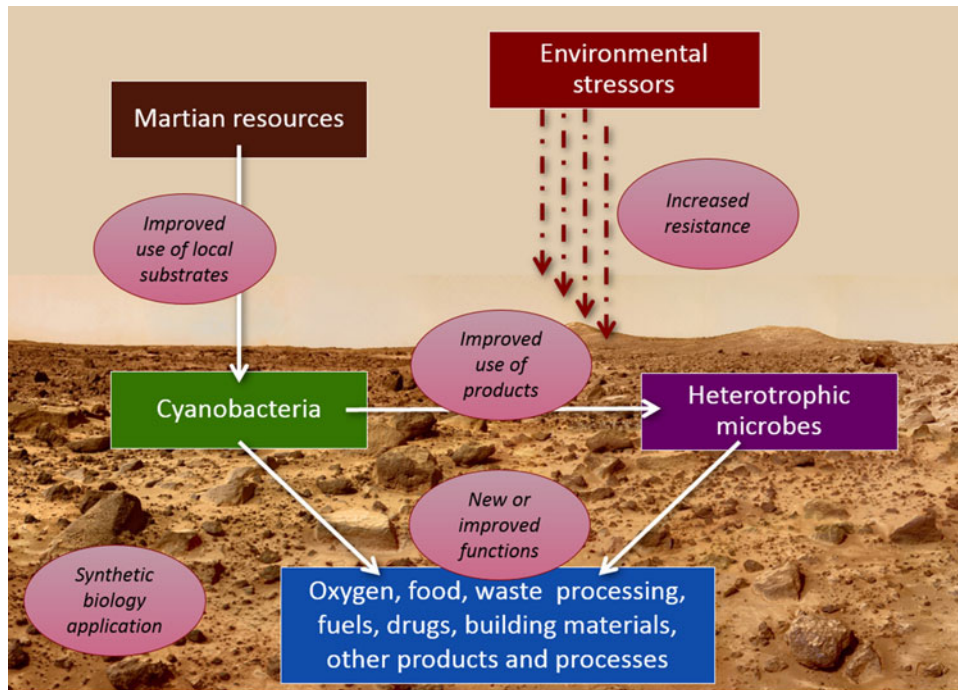 Environmental
stressors
Martian resources
Increased
resistance
Improved
use of local
substrates
Improved
use of
products
Cyanobacteria
Heterotrophic
microbes
New or
improved
functions
Synthetic
biology
application
Oxygen, food, waste processing,
fuels, drugs, building materials,
other products and processes